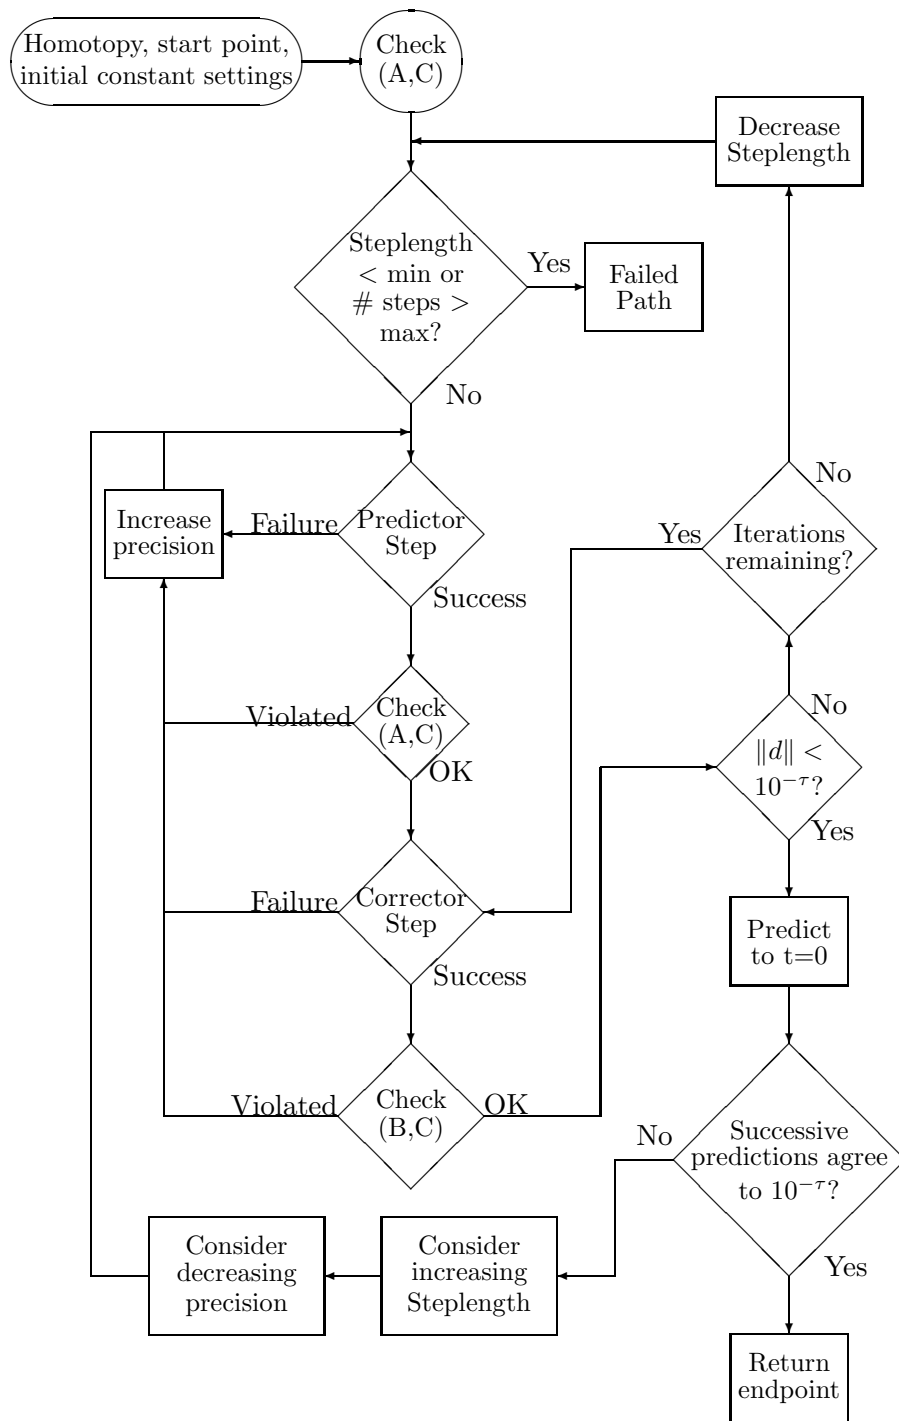 Homotopy, start point,
initial constant settings
Check
(A,C)
Decrease
Steplength
Steplength
< min or
# steps >
max?
Yes
Failed
Path
No
Increase
precision
Failure
Predictor
Step
Success
Yes
Iterations
remaining?
No
Violated
Check
(A,C)
OK
No
‖d‖ <
10^{-τ}?
Yes
Failure
Corrector
Step
Success
Predict
to t=0
Violated
Check
(B,C)
OK
No
Successive
predictions agree
to 10^{-τ}?
Yes
Consider
decreasing
precision
Consider
increasing
Steplength
Return
endpoint